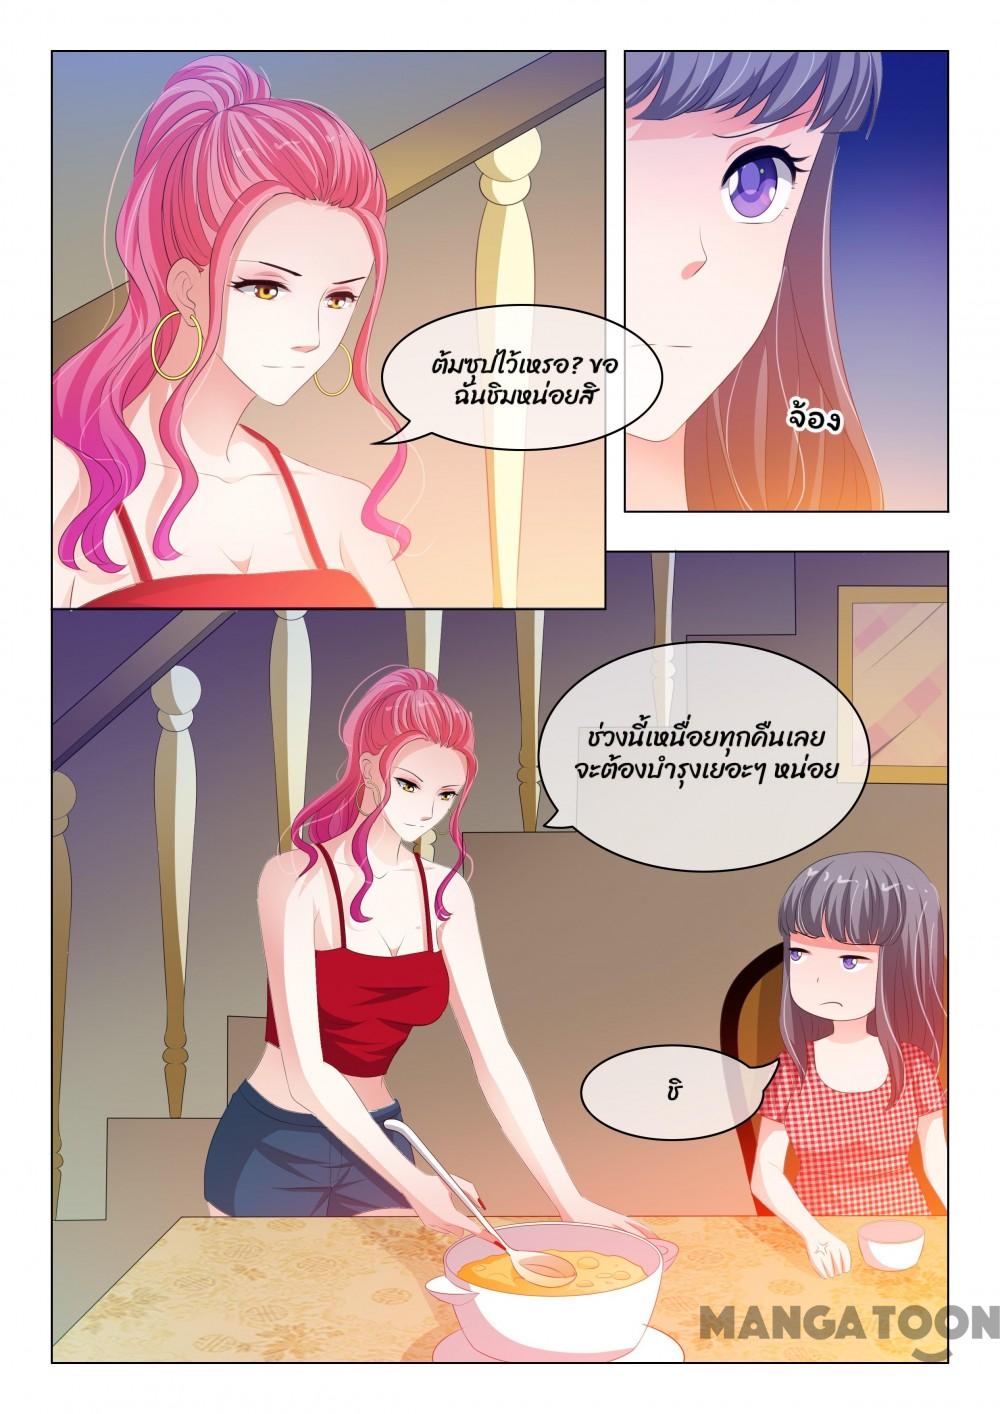 ต้มซุปไว้เหรอ? ขอ
ฉันชิมหน่อยสิ
จ้อง
ช่วงนี้เหนื่อยทุกคืนเลย
จะต้องบำรุงเยอะๆ หน่อย
ชิ
MANGATOON